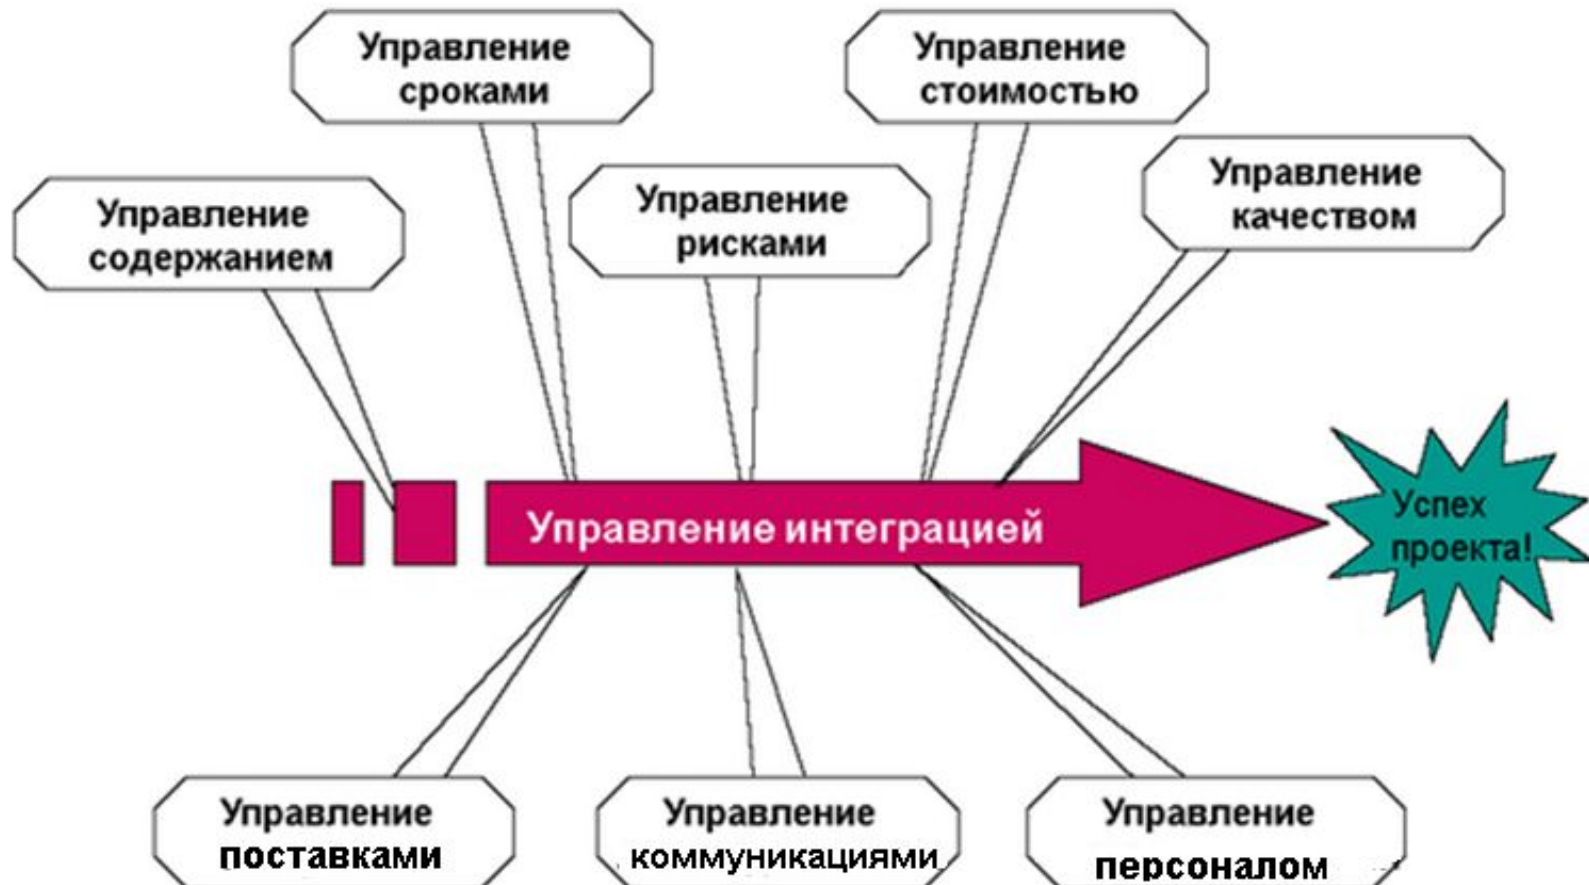 Управление
сроками
Управление
стоимостью
Управление
качеством
Управление
рисками
Управление
содержанием
Управление интеграцией
Успех
проекта!
Управление
поставками
Управление
коммуникациями
Управление
персоналом